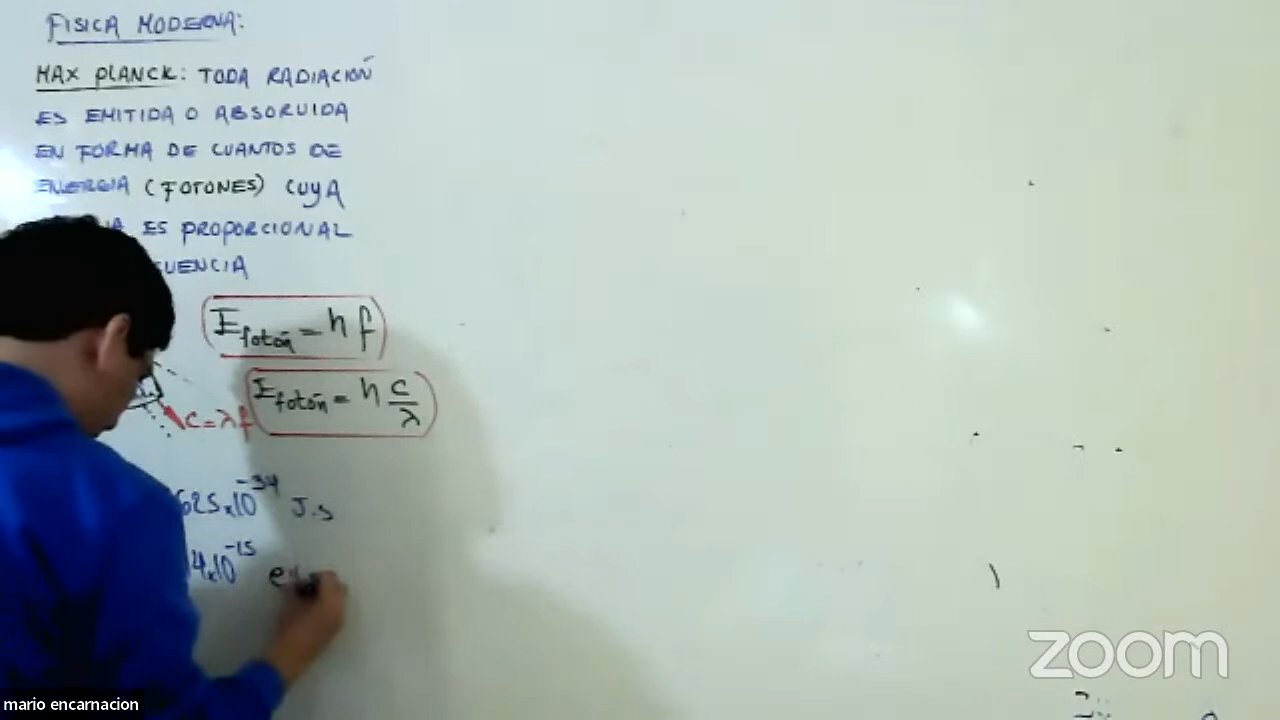 FISICA MODERNA:
MAX PLANCK: TODA RADIACIÓN
ES EMITIDA O ABSORVIDA
EN FORMA DE CUANTOS DE
ENERGIA (FOTONES) CUYA
ES PROPORCIONAL
E fotón = h f
E fotón = h c/λ
c = λ f
625x10^-34 J.s
4x10^-15
zoom
mario encarnacion